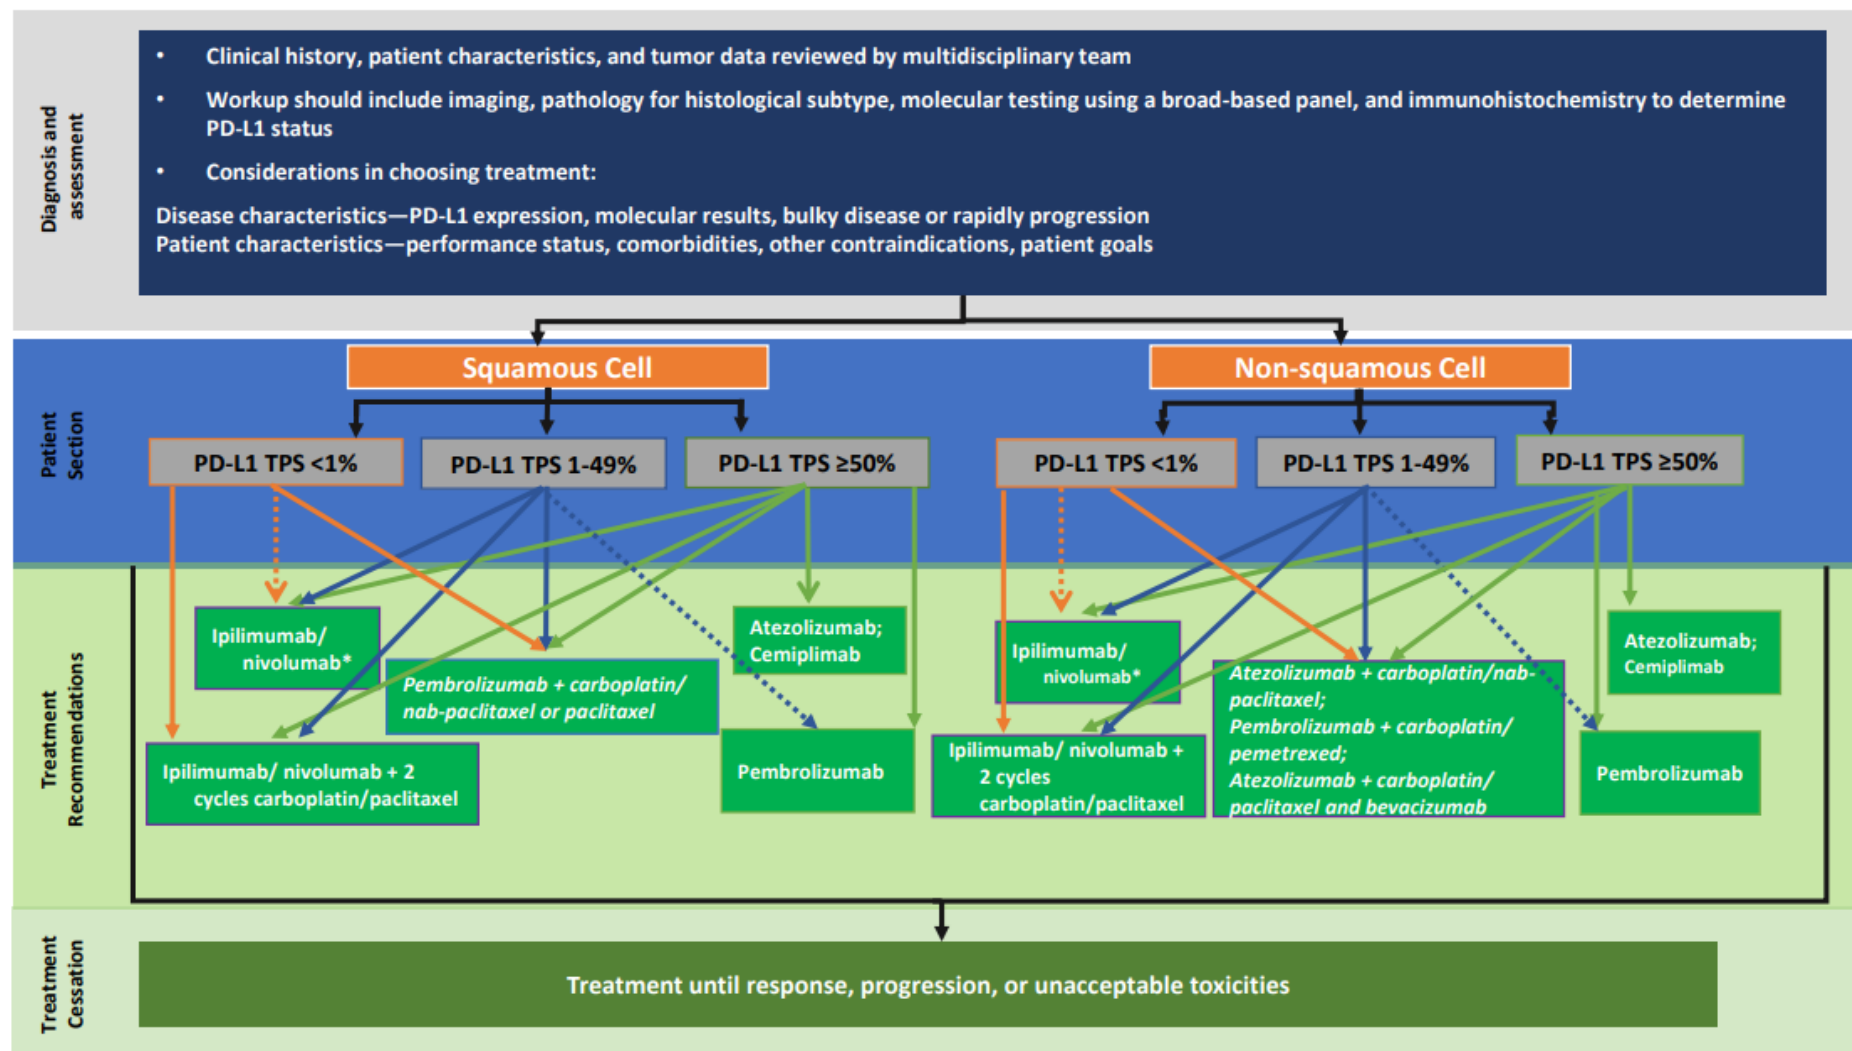 Diagnosis and
assessment
• Clinical history, patient characteristics, and tumor data reviewed by multidisciplinary team
• Workup should include imaging, pathology for histological subtype, molecular testing using a broad-based panel, and immunohistochemistry to determine
PD-L1 status
• Considerations in choosing treatment:
Disease characteristics—PD-L1 expression, molecular results, bulky disease or rapidly progression
Patient characteristics—performance status, comorbidities, other contraindications, patient goals
Patient
Section
Squamous Cell
Non-squamous Cell
PD-L1 TPS <1%
PD-L1 TPS 1-49%
PD-L1 TPS ≥50%
PD-L1 TPS <1%
PD-L1 TPS 1-49%
PD-L1 TPS ≥50%
Treatment
Recommendations
Ipilimumab/
nivolumab*
Pembrolizumab + carboplatin/
nab-paclitaxel or paclitaxel
Atezolizumab;
Cemiplimab
Ipilimumab/ nivolumab + 2
cycles carboplatin/paclitaxel
Pembrolizumab
Ipilimumab/
nivolumab*
Atezolizumab + carboplatin/nab-
paclitaxel;
Pembrolizumab + carboplatin/
pemetrexed;
Atezolizumab + carboplatin/
paclitaxel and bevacizumab
Atezolizumab;
Cemiplimab
Ipilimumab/ nivolumab +
2 cycles
carboplatin/paclitaxel
Pembrolizumab
Treatment
Cessation
Treatment until response, progression, or unacceptable toxicities